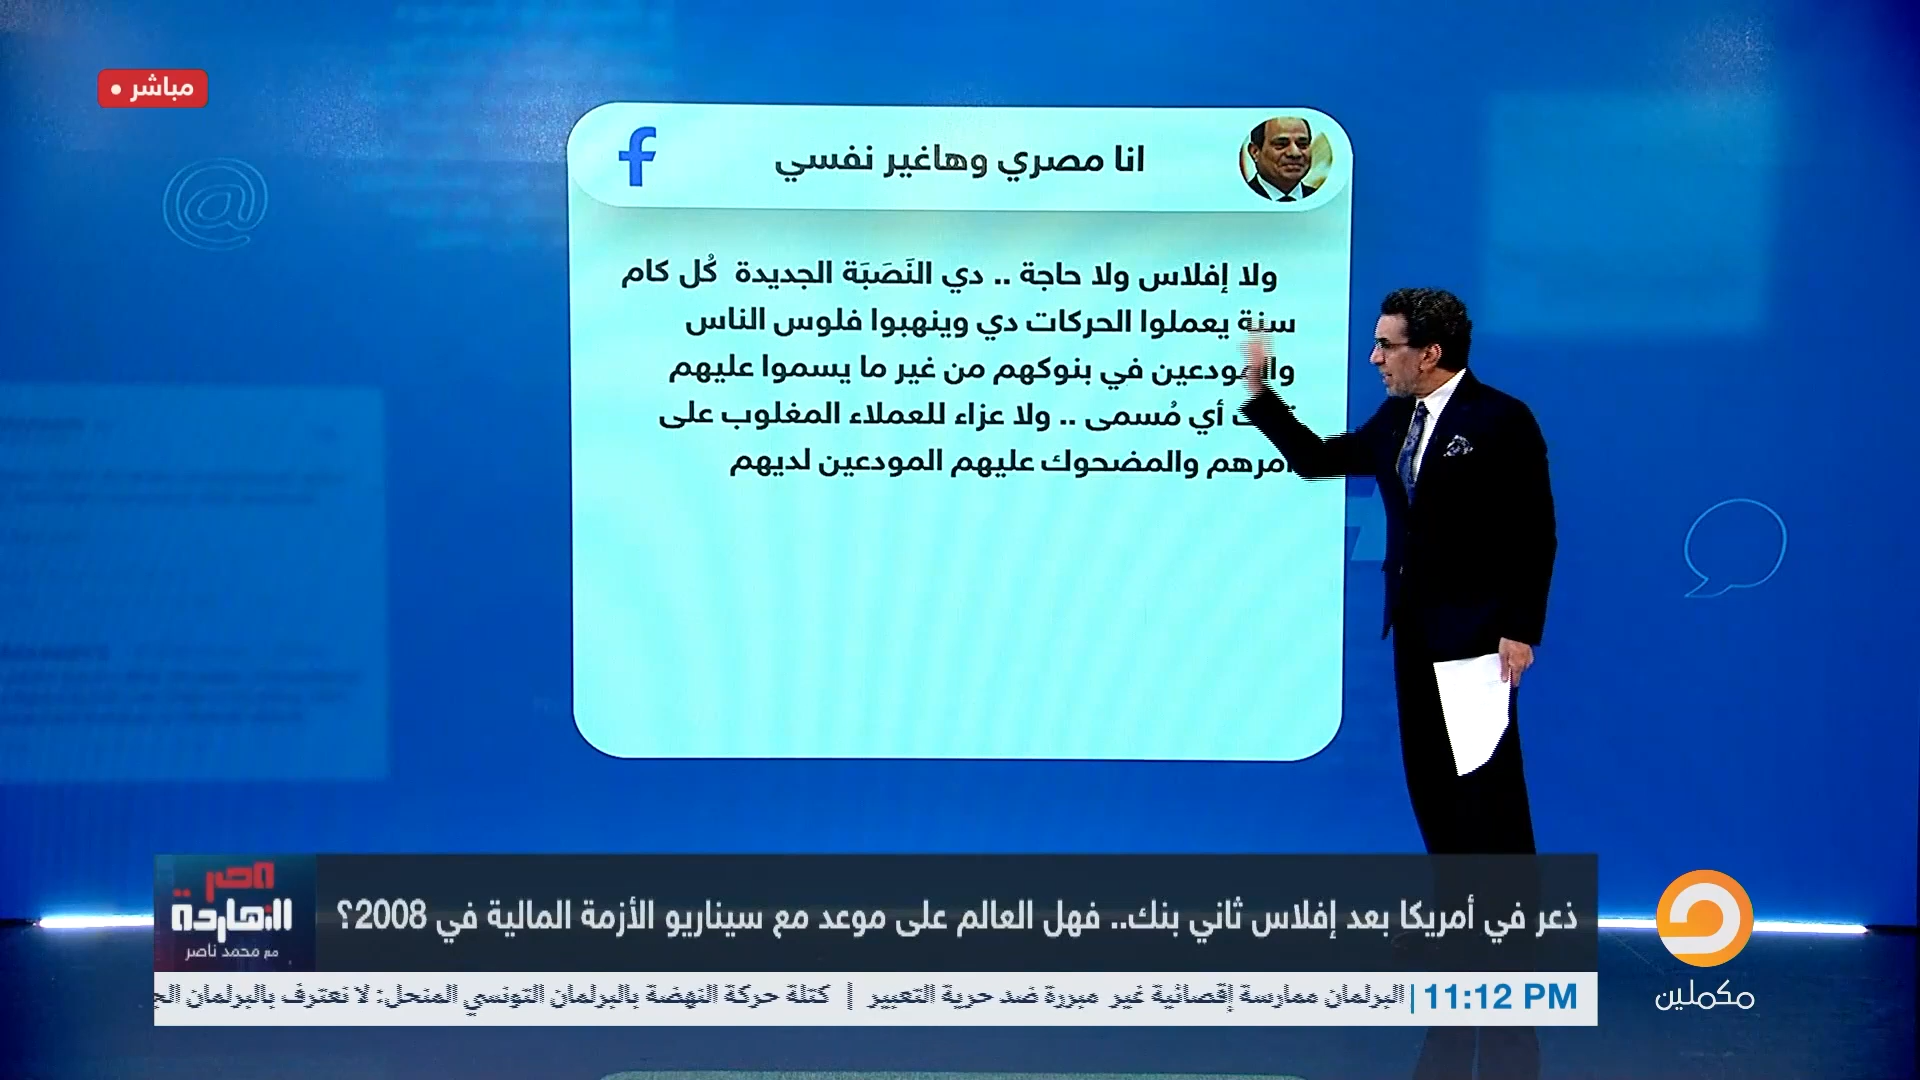 مباشر
انا مصري وهاغير نفسي
ولا إفلاس ولا حاجة .. دي النَصَبَة الجديدة كُل كام
سنة يعملوا الحركات دي وينهبوا فلوس الناس
والمودعين في بنوكهم من غير ما يسموا عليهم
أي مُسمى .. ولا عزاء للعملاء المغلوب على
أمرهم والمضحوك عليهم المودعين لديهم
مصر
النهاردة
مع محمد ناصر
ذعر في أمريكا بعد إفلاس ثاني بنك.. فهل العالم على موعد مع سيناريو الأزمة المالية في 2008؟
11:12 PM | البرلمان ممارسة إقصائية غير مبررة ضد حرية التعبير | كتلة حركة النهضة بالبرلمان التونسي المنحل: لا نعترف بالبرلمان
مكملين